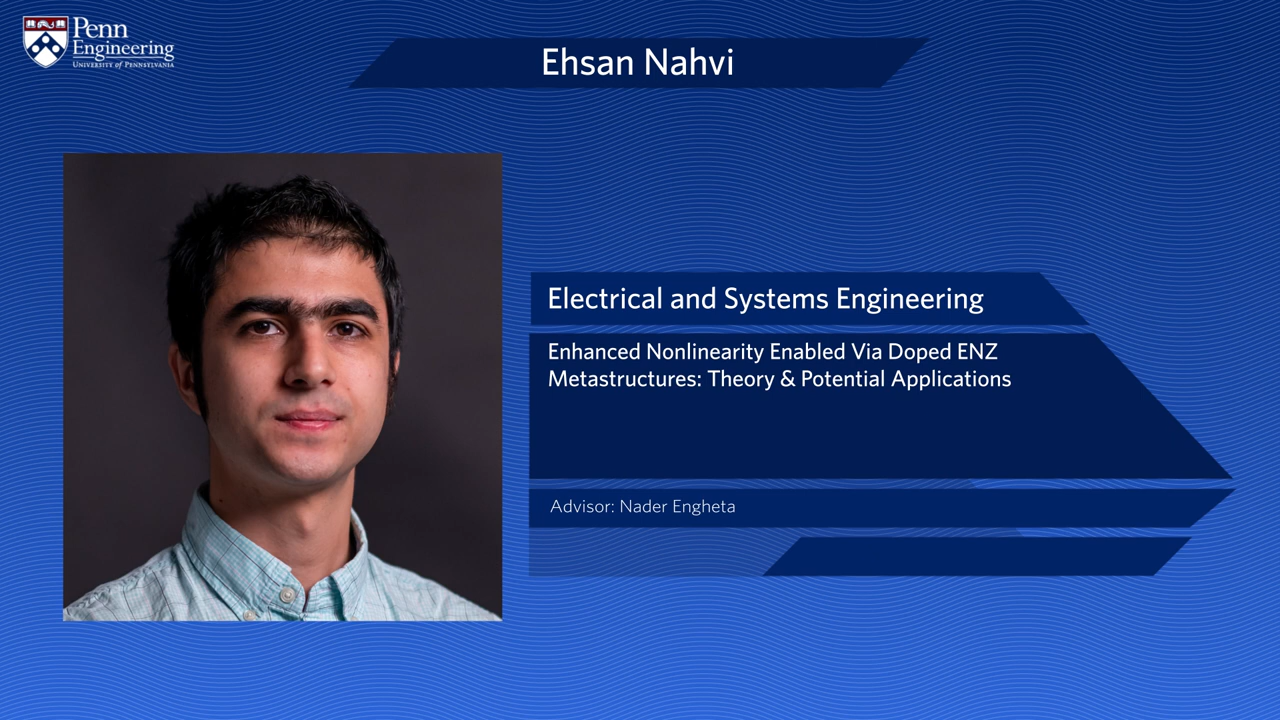 Penn
Engineering
UNIVERSITY of PENNSYLVANIA
Ehsan Nahvi
Electrical and Systems Engineering
Enhanced Nonlinearity Enabled Via Doped ENZ
Metastructures: Theory & Potential Applications
Advisor: Nader Engheta